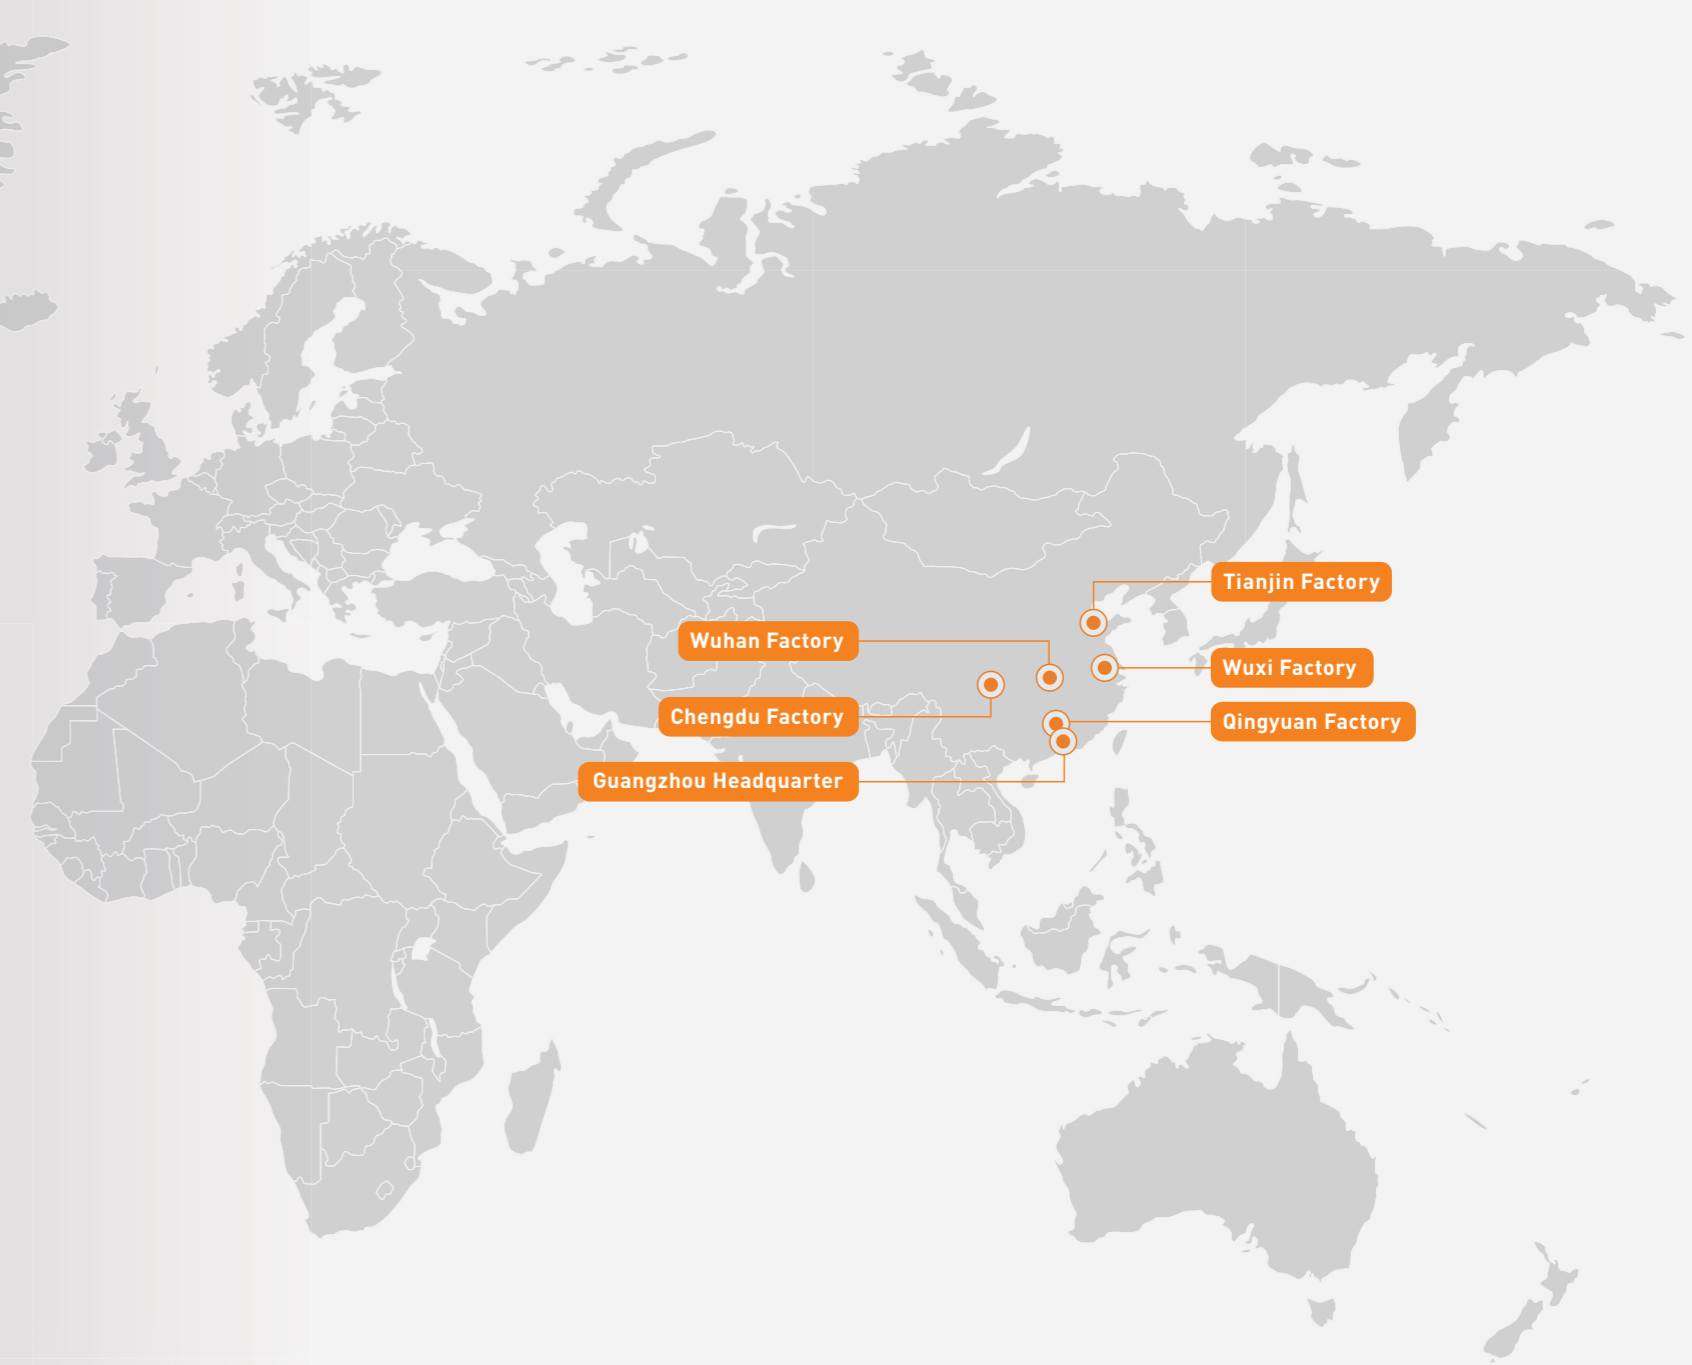 Tianjin Factory
Wuhan Factory
Wuxi Factory
Chengdu Factory
Qingyuan Factory
Guangzhou Headquarter